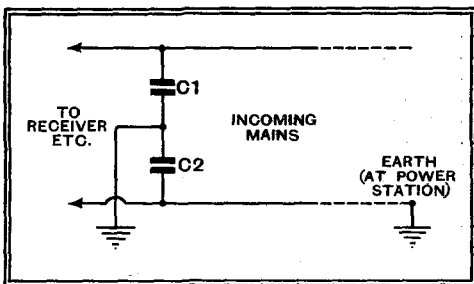 C1
TO
RECEIVER
ETC.
INCOMING
MAINS
C2
EARTH
(AT POWER
STATION)